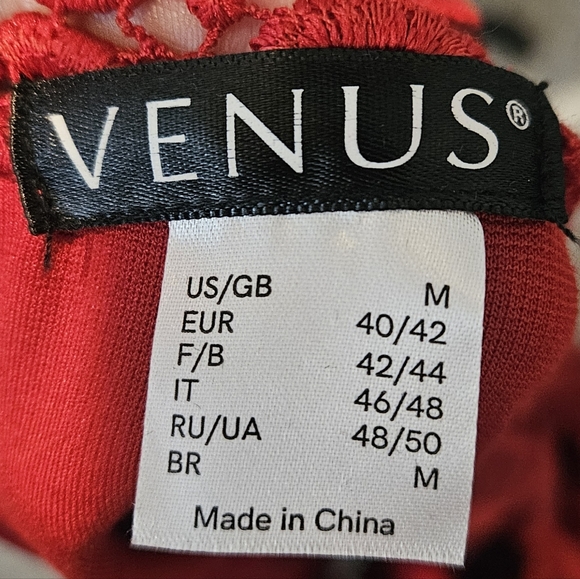 VENUS®
US/GB M
EUR 40/42
F/B 42/44
IT 46/48
RU/UA 48/50
BR M
Made in China